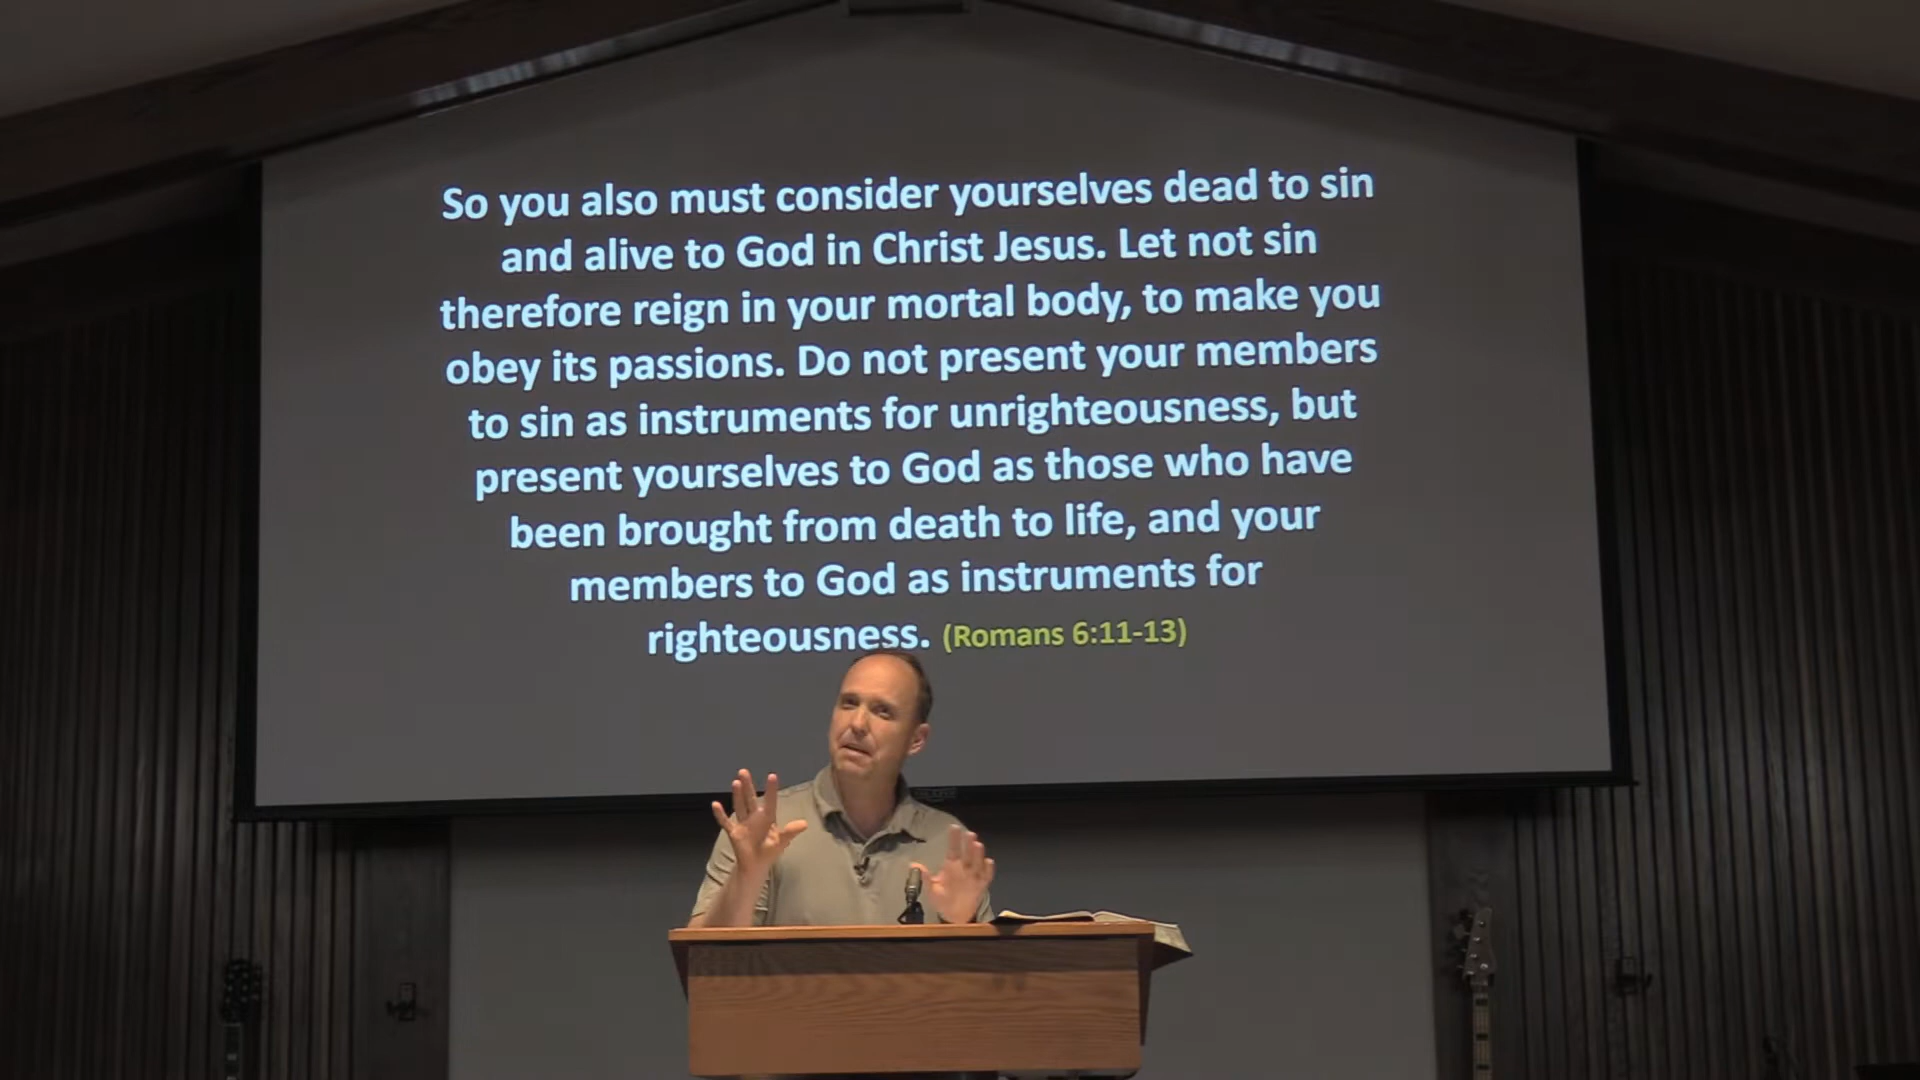 So you also must consider yourselves dead to sin
and alive to God in Christ Jesus. Let not sin
therefore reign in your mortal body, to make you
obey its passions. Do not present your members
to sin as instruments for unrighteousness, but
present yourselves to God as those who have
been brought from death to life, and your
members to God as instruments for
righteousness. (Romans 6:11-13)